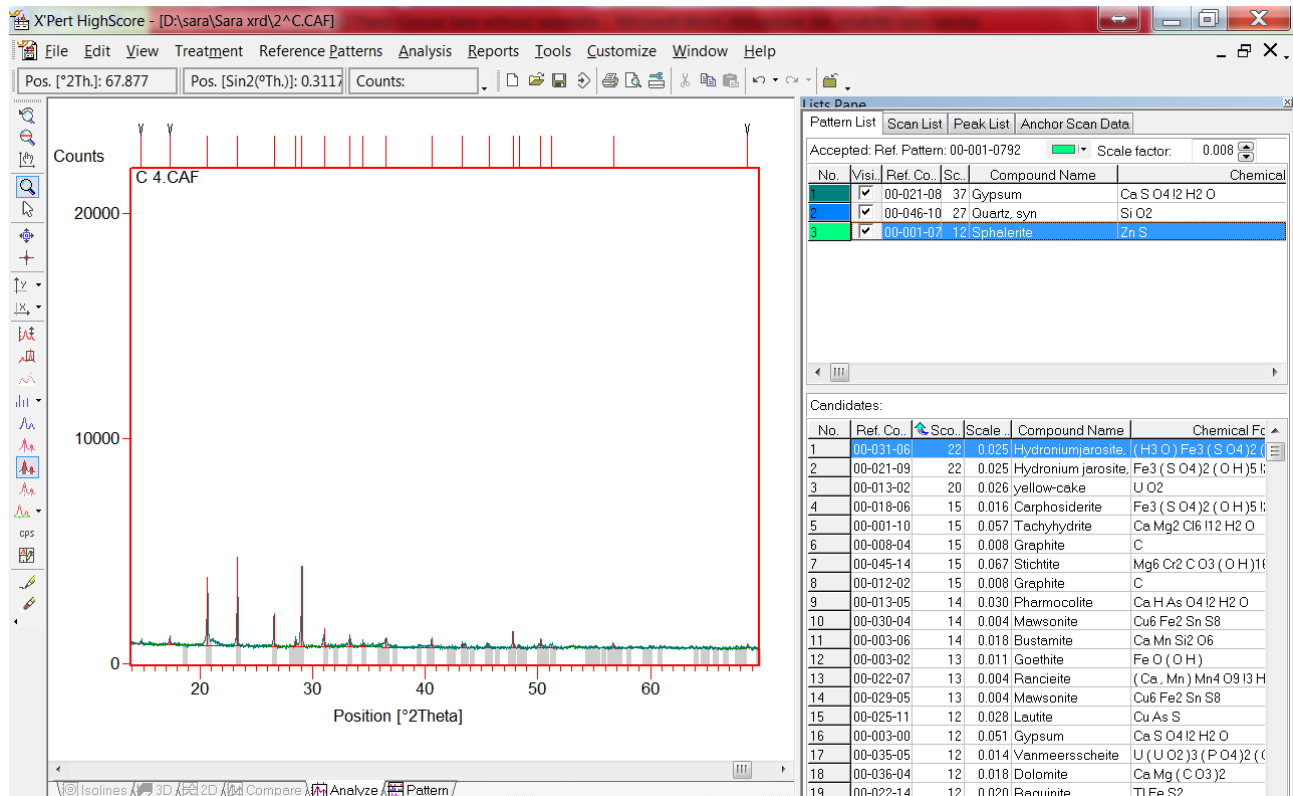 X'Pert HighScore - [D:\sara\Sara xrd\2^C.CAF]
File Edit View Treatment Reference Patterns Analysis Reports Tools Customize Window Help
Pos. [°2Th.]: 67.877 Pos. [Sin2(°Th.)]: 0.3117 Counts:
Lists Pane
Pattern List Scan List Peak List Anchor Scan Data
Accepted: Ref. Pattern: 00-001-0792 Scale factor: 0.008
No. Visi.. Ref. Co.. Sc.. Compound Name Chemical
1 00-021-08 37 Gypsum Ca S O4 !2 H2 O
2 00-046-10 27 Quartz, syn Si O2
3 00-001-07 12 Sphalerite Zn S
Counts
C 4.CAF
20000
10000
0
20 30 40 50 60
Position [°2Theta]
cps
Candidates:
No. Ref. Co.. Sco.. Scale .. Compound Name Chemical Fc
1 00-031-06 22 0.025 Hydroniumjarosite, ( H3 O ) Fe3 ( S O4 )2 (
2 00-021-09 22 0.025 Hydronium jarosite, Fe3 ( S O4 )2 ( O H )5 !2
3 00-013-02 20 0.026 yellow-cake U O2
4 00-018-06 15 0.016 Carphosiderite Fe3 ( S O4 )2 ( O H )5 !2
5 00-001-10 15 0.057 Tachyhydrite Ca Mg2 Cl6 !12 H2 O
6 00-008-04 15 0.008 Graphite C
7 00-045-14 15 0.067 Stichtite Mg6 Cr2 C O3 ( O H )16
8 00-012-02 15 0.008 Graphite C
9 00-013-05 14 0.030 Pharmocolite Ca H As O4 !2 H2 O
10 00-030-04 14 0.004 Mawsonite Cu6 Fe2 Sn S8
11 00-003-06 14 0.018 Bustamite Ca Mn Si2 O6
12 00-003-02 13 0.011 Goethite Fe O ( O H )
13 00-022-07 13 0.004 Rancieite ( Ca , Mn ) Mn4 O9 !3 H
14 00-029-05 13 0.004 Mawsonite Cu6 Fe2 Sn S8
15 00-025-11 12 0.028 Lautite Cu As S
16 00-003-00 12 0.051 Gypsum Ca S O4 !2 H2 O
17 00-035-05 12 0.014 Vanmeersscheite U ( U O2 )3 ( P O4 )2 (
18 00-036-04 12 0.018 Dolomite Ca Mg ( C O3 )2
19 00-022-14 12 0.020 Raguinite Tl Fe S2
Isolines 3D 2D Compare Analyze Pattern